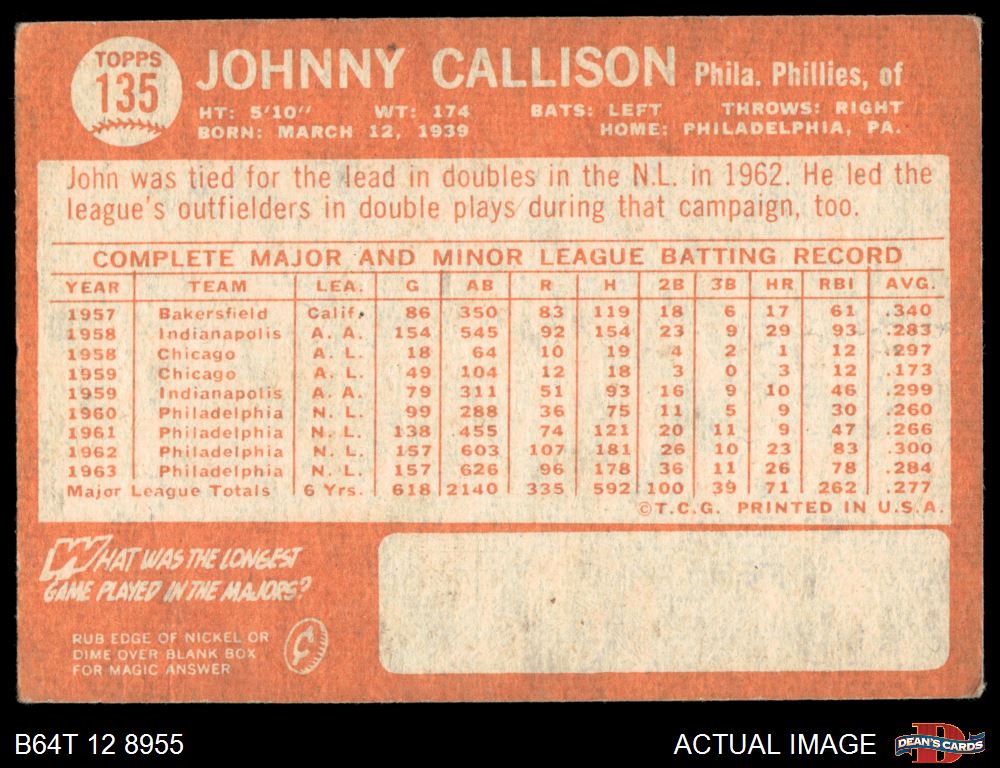 TOPPS
135
JOHNNY CALLISON Phila. Phillies, of
HT: 5'10" WT: 174 BATS: LEFT THROWS: RIGHT
BORN: MARCH 12, 1939 HOME: PHILADELPHIA, PA.
John was tied for the lead in doubles in the N.L. in 1962. He led the
league's outfielders in double plays during that campaign, too.
COMPLETE MAJOR AND MINOR LEAGUE BATTING RECORD
YEAR TEAM LEA. G AB R H 2B 3B HR RBI AVG.
1957 Bakersfield Calif. 86 350 83 119 18 6 17 61 .340
1958 Indianapolis A. A. 154 545 92 154 23 9 29 93 .283
1958 Chicago A. L. 18 64 10 19 4 2 1 12 .297
1959 Chicago A. L. 49 104 12 18 3 0 3 12 .173
1959 Indianapolis A. A. 79 311 51 93 16 9 10 46 .299
1960 Philadelphia N. L. 99 288 36 75 11 5 9 30 .260
1961 Philadelphia N. L. 138 455 74 121 20 11 9 47 .266
1962 Philadelphia N. L. 157 603 107 181 26 10 23 83 .300
1963 Philadelphia N. L. 157 626 96 178 36 11 26 78 .284
Major League Totals 6 Yrs. 618 2140 335 592 100 39 71 262 .277
©T.C.G. PRINTED IN U.S.A.
WHAT WAS THE LONGEST
GAME PLAYED IN THE MAJORS?
RUB EDGE OF NICKEL OR
DIME OVER BLANK BOX
FOR MAGIC ANSWER
¢
B64T 12 8955
ACTUAL IMAGE
D
DEAN'S CARDS